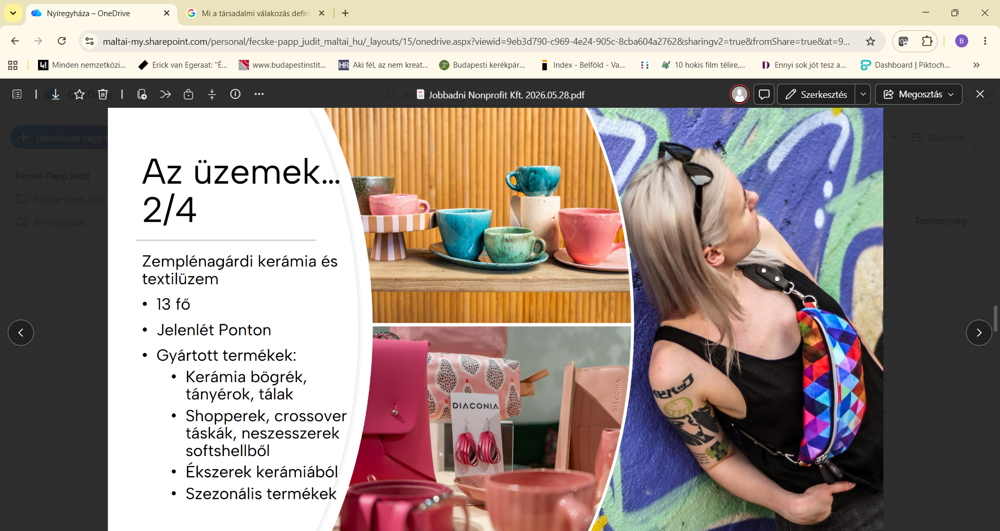 Nyíregyháza – OneDrive
Mi a társadalmi válakozás defin
maltai-my.sharepoint.com/personal/fecske-papp_judit_maltai_hu/_layouts/15/onedrive.aspx?viewid=9eb3d790-c969-4e24-905c-8cba604a2762&sharingv2=true&fromShare=true&at=9...
B
Minden nemzetközi...
Erick van Egeraat: "É...
www.budapestinstit...
HR
Aki fél, az nem kreat...
Budapesti kerékpár...
Index - Belföld - Va...
10 hokis film télire,...
Ennyi sok jót tesz a...
Dashboard | Piktoch...
Jobbadni Nonprofit Kft. 2026.05.28.pdf
Szerkesztés
Megosztás
Létrehozás vagy f
Részletek
Fecske-Papp Judit
Fecske-Papp Judit
A mi fájljaink
Tevékenység
Az üzemek...
2/4
Zemplénagárdi kerámia és
textilüzem
• 13 fő
• Jelenlét Ponton
• Gyártott termékek:
• Kerámia bögrék,
tányérok, tálak
• Shopperek, crossover
táskák, neszesszerek
softshellből
• Ékszerek kerámiából
• Szezonális termékek
DIACONIA
DIACONIA